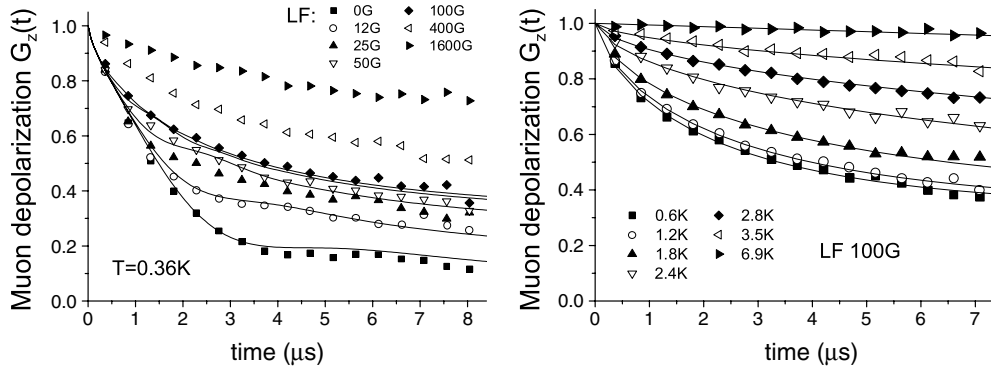 LF:
0G
12G
25G
50G
100G
400G
1600G
Muon depolarization G_z(t)
1.0
0.8
0.6
0.4
0.2
0.0
T=0.36K
0 1 2 3 4 5 6 7 8
time (μs)
Muon depolarization G_z(t)
1.0
0.8
0.6
0.4
0.2
0.0
0.6K
1.2K
1.8K
2.4K
2.8K
3.5K
6.9K
LF 100G
0 1 2 3 4 5 6 7
time (μs)